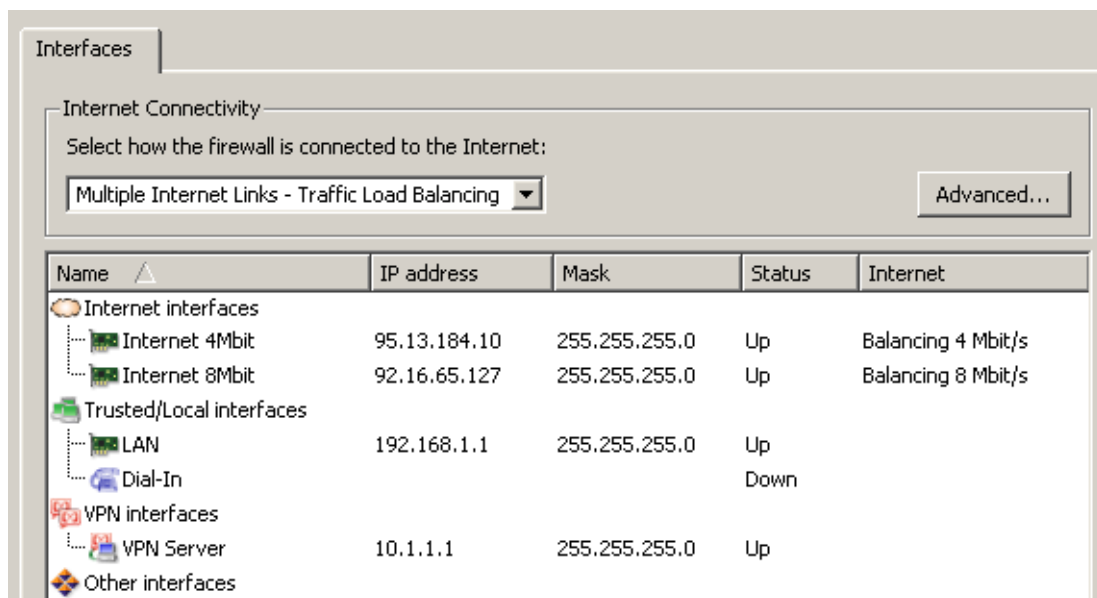 Interfaces
Internet Connectivity
Select how the firewall is connected to the Internet:
Multiple Internet Links - Traffic Load Balancing
Advanced...
Name IP address Mask Status Internet
Internet interfaces
Internet 4Mbit 95.13.184.10 255.255.255.0 Up Balancing 4 Mbit/s
Internet 8Mbit 92.16.65.127 255.255.255.0 Up Balancing 8 Mbit/s
Trusted/Local interfaces
LAN 192.168.1.1 255.255.255.0 Up
Dial-In Down
VPN interfaces
VPN Server 10.1.1.1 255.255.255.0 Up
Other interfaces